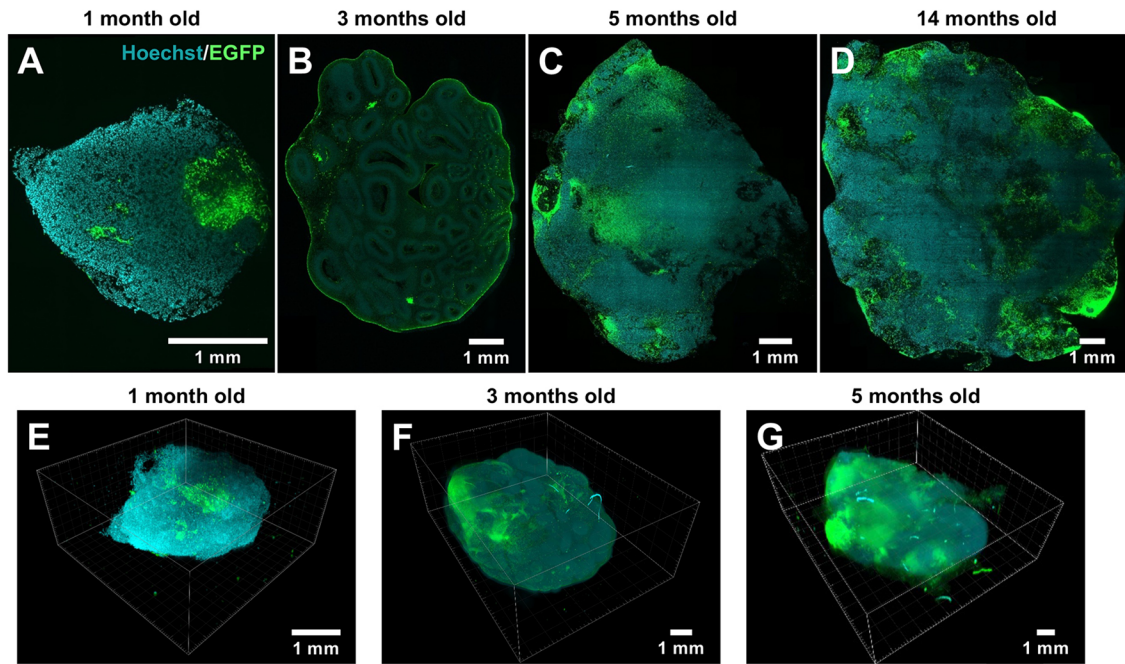 1 month old
3 months old
5 months old
14 months old
A
Hoechst/EGFP
B
C
D
1 mm
1 mm
1 mm
1 mm
1 month old
3 months old
5 months old
E
F
G
1 mm
1 mm
1 mm